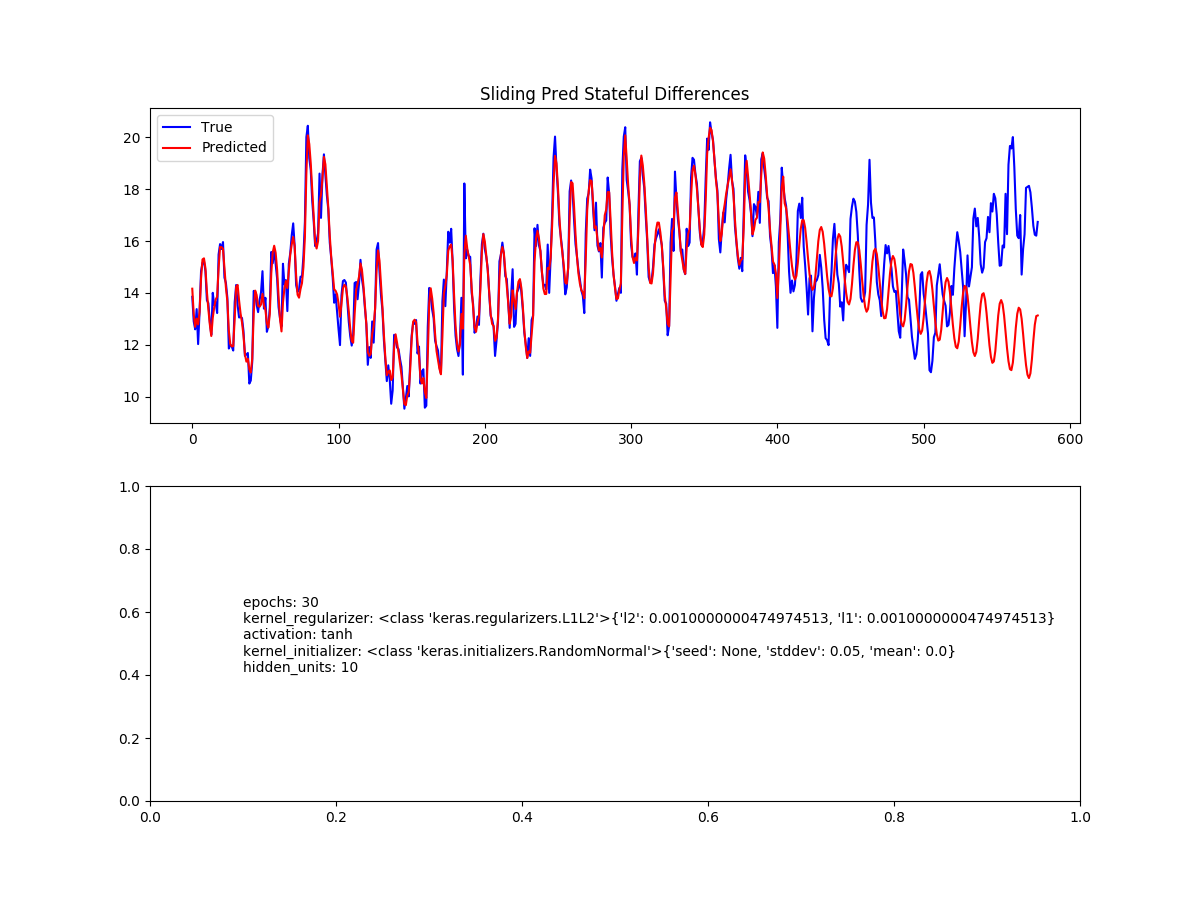 Sliding Pred Stateful Differences
True
Predicted
20
18
16
14
12
10
0 100 200 300 400 500 600
1.0
0.8
0.6
0.4
0.2
0.0
epochs: 30
kernel_regularizer: <class 'keras.regularizers.L1L2'>{'l2': 0.0010000000474974513, 'l1': 0.0010000000474974513}
activation: tanh
kernel_initializer: <class 'keras.initializers.RandomNormal'>{'seed': None, 'stddev': 0.05, 'mean': 0.0}
hidden_units: 10
0.0 0.2 0.4 0.6 0.8 1.0